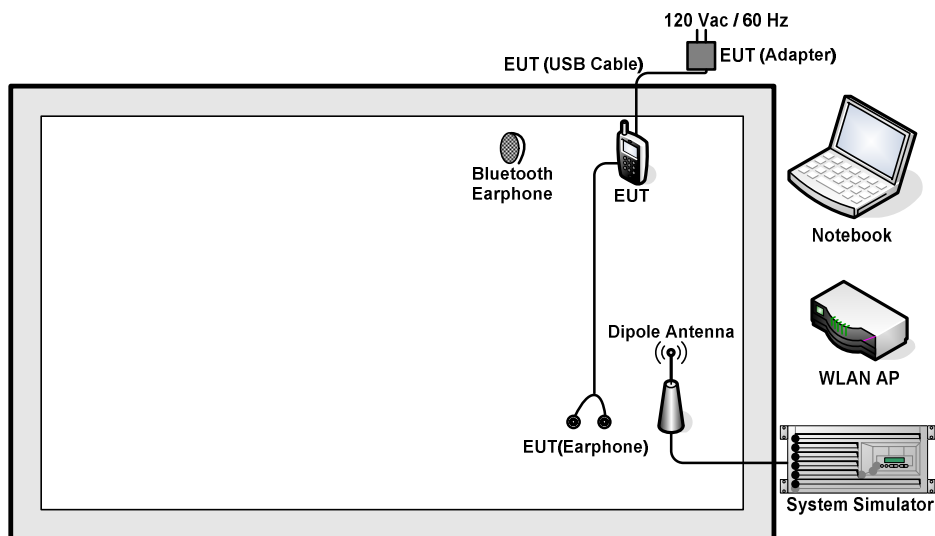 120 Vac / 60 Hz
EUT (USB Cable)
EUT (Adapter)
Bluetooth
Earphone
EUT
Notebook
Dipole Antenna
WLAN AP
EUT(Earphone)
System Simulator